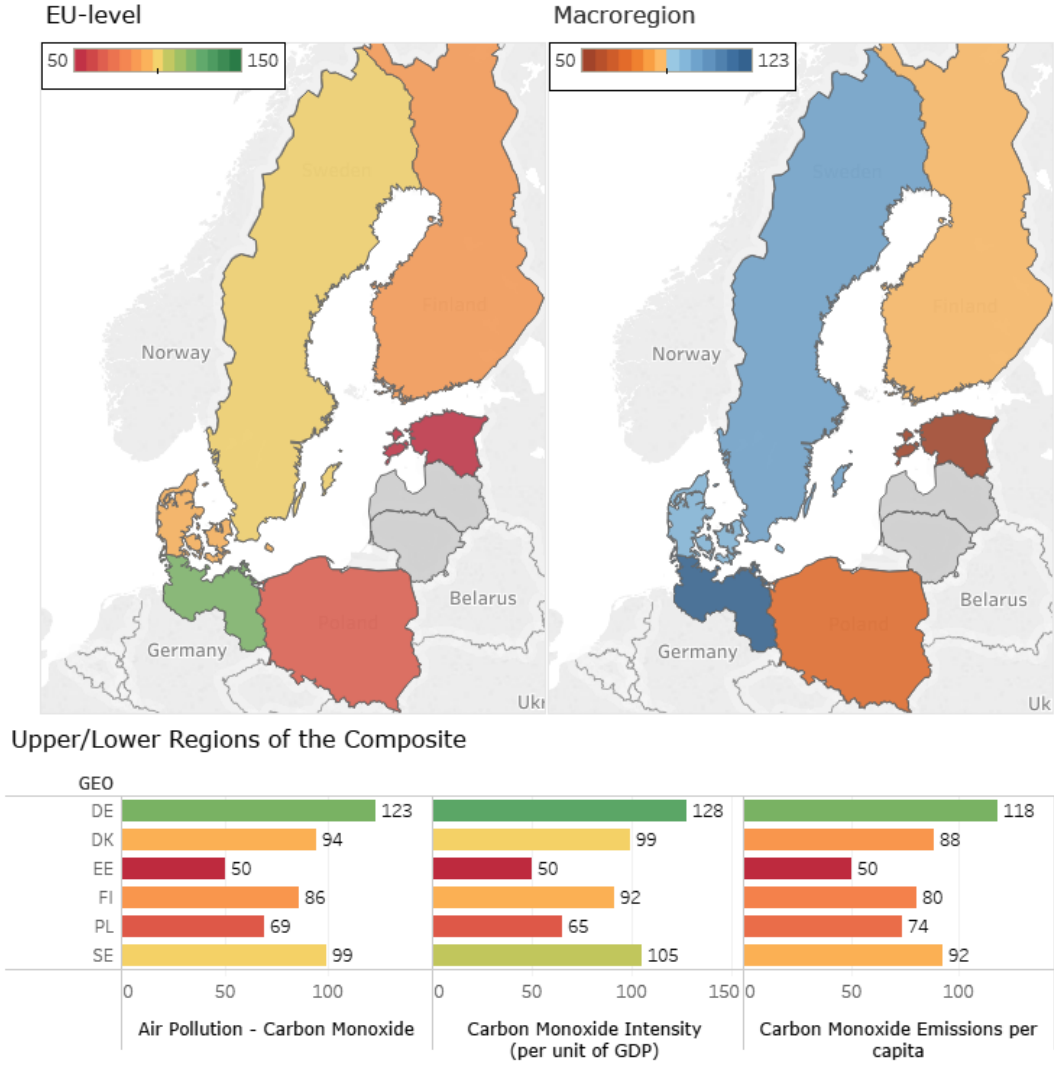 EU-level
Macroregion
50 150
50 123
Sweden
Sweden
Finland
Finland
Norway
Norway
Belarus
Belarus
Poland
Poland
Germany
Germany
Ukr
Uk
Upper/Lower Regions of the Composite
GEO
DE 123 128 118
DK 94 99 88
EE 50 50 50
FI 86 92 80
PL 69 65 74
SE 99 105 92
0 50 100 0 50 100 150 0 50 100
Air Pollution - Carbon Monoxide
Carbon Monoxide Intensity
(per unit of GDP)
Carbon Monoxide Emissions per
capita